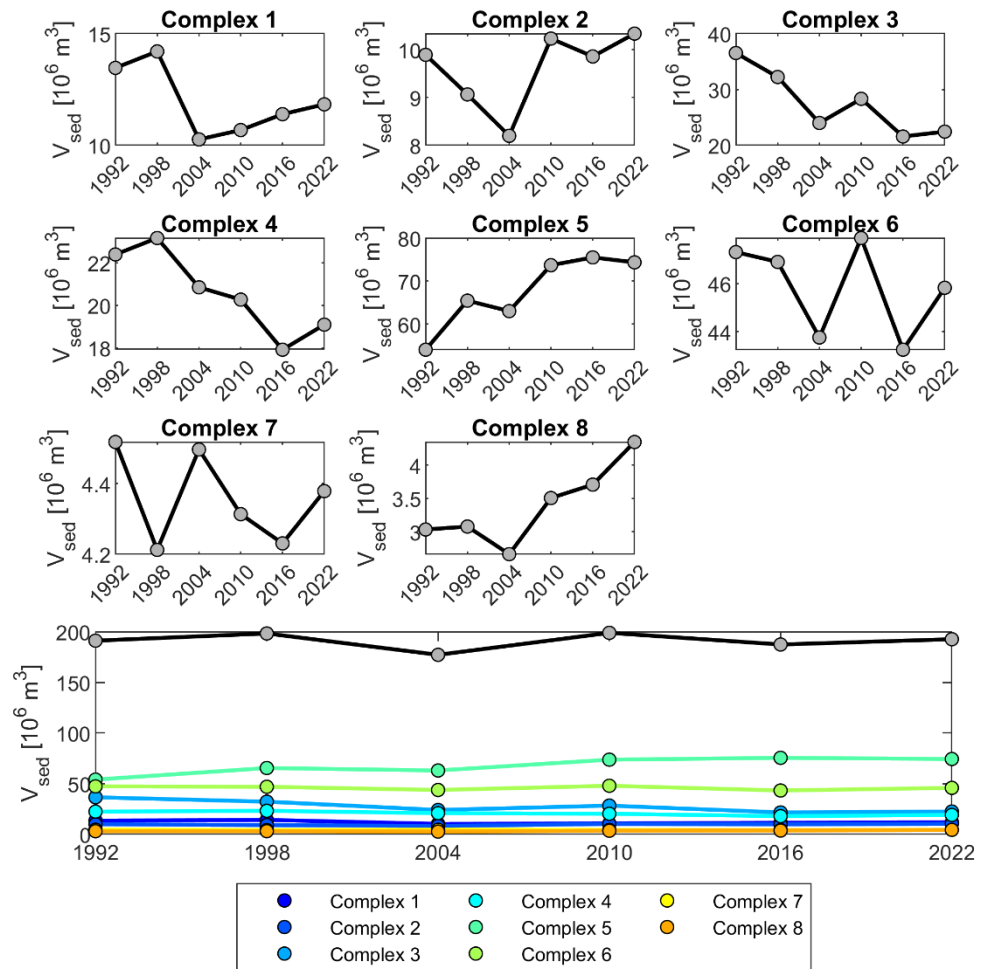 Complex 1
V_sed [10^6 m^3]
15
10
1992 1998 2004 2010 2016 2022
Complex 2
V_sed [10^6 m^3]
10
9
8
1992 1998 2004 2010 2016 2022
Complex 3
V_sed [10^6 m^3]
40
30
20
1992 1998 2004 2010 2016 2022
Complex 4
V_sed [10^6 m^3]
22
20
18
1992 1998 2004 2010 2016 2022
Complex 5
V_sed [10^6 m^3]
80
70
60
1992 1998 2004 2010 2016 2022
Complex 6
V_sed [10^6 m^3]
46
44
1992 1998 2004 2010 2016 2022
Complex 7
V_sed [10^6 m^3]
4.4
4.2
1992 1998 2004 2010 2016 2022
Complex 8
V_sed [10^6 m^3]
4
3.5
3
1992 1998 2004 2010 2016 2022
V_sed [10^6 m^3]
200
150
100
50
0
1992 1998 2004 2010 2016 2022
Complex 1 Complex 4 Complex 7
Complex 2 Complex 5 Complex 8
Complex 3 Complex 6